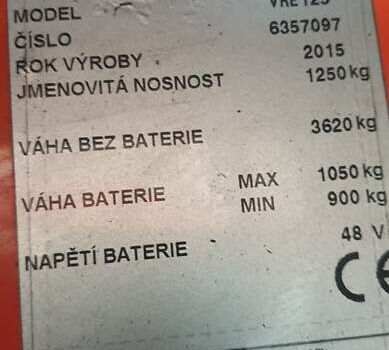 MODEL VRE125
ČÍSLO 6357097
ROK VÝROBY 2015
JMENOVITÁ NOSNOST 1250 kg
VÁHA BEZ BATERIE 3620 kg
VÁHA BATERIE MAX 1050 kg
MIN 900 kg
NAPĚTÍ BATERIE 48 V
CE